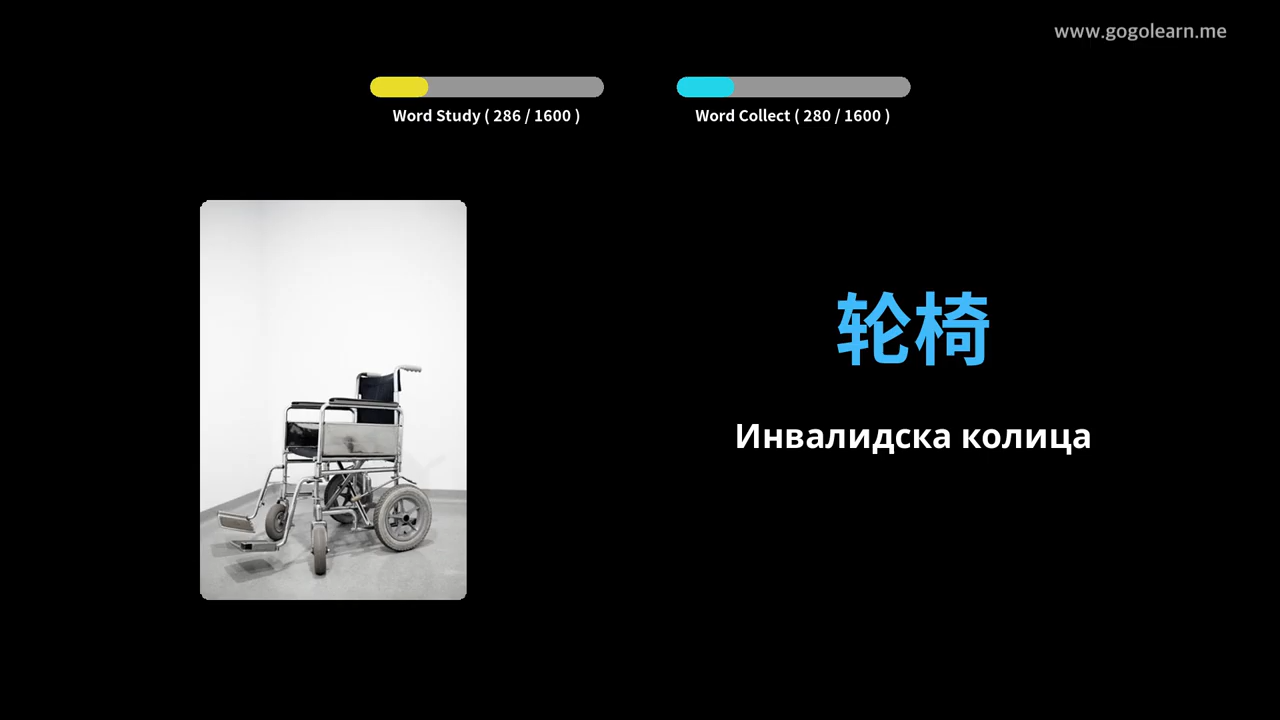 www.gogolearn.me
Word Study ( 286 / 1600 )
Word Collect ( 280 / 1600 )
轮椅
Инвалидска колица